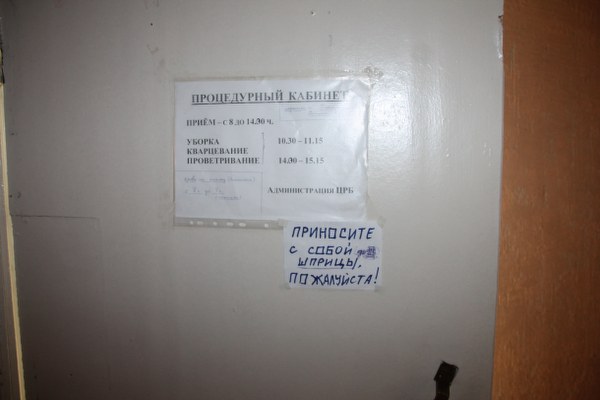 ПРОЦЕДУРНЫЙ КАБИНЕТ
ПРИЁМ – С 8 ДО 14.30 Ч.
УБОРКА 10.30 – 11.15
КВАРЦЕВАНИЕ
ПРОВЕТРИВАНИЕ 14.30 – 15.15
АДМИНИСТРАЦИЯ ЦРБ
ПРИНОСИТЕ
С СОБОЙ
ШПРИЦЫ,
ПОЖАЛУЙСТА!